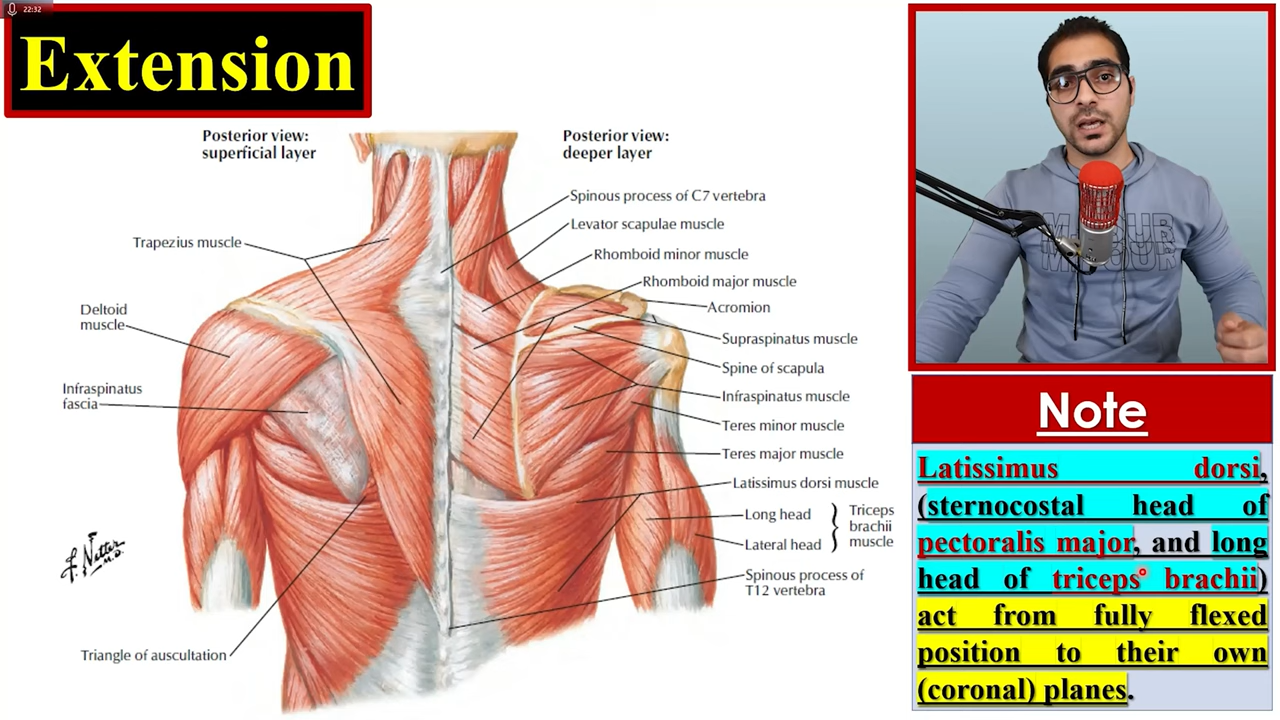 22:32
Extension
Posterior view:
superficial layer
Posterior view:
deeper layer
Spinous process of C7 vertebra
Levator scapulae muscle
Rhomboid minor muscle
Rhomboid major muscle
Acromion
Supraspinatus muscle
Spine of scapula
Infraspinatus muscle
Teres minor muscle
Teres major muscle
Latissimus dorsi muscle
Long head
Lateral head
Triceps
brachii
muscle
Spinous process of
T12 vertebra
Trapezius muscle
Deltoid
muscle
Infraspinatus
fascia
Triangle of auscultation
F. Netter
M.D.
Note
Latissimus dorsi,
(sternocostal head of
pectoralis major, and long
head of triceps brachii)
act from fully flexed
position to their own
(coronal) planes.